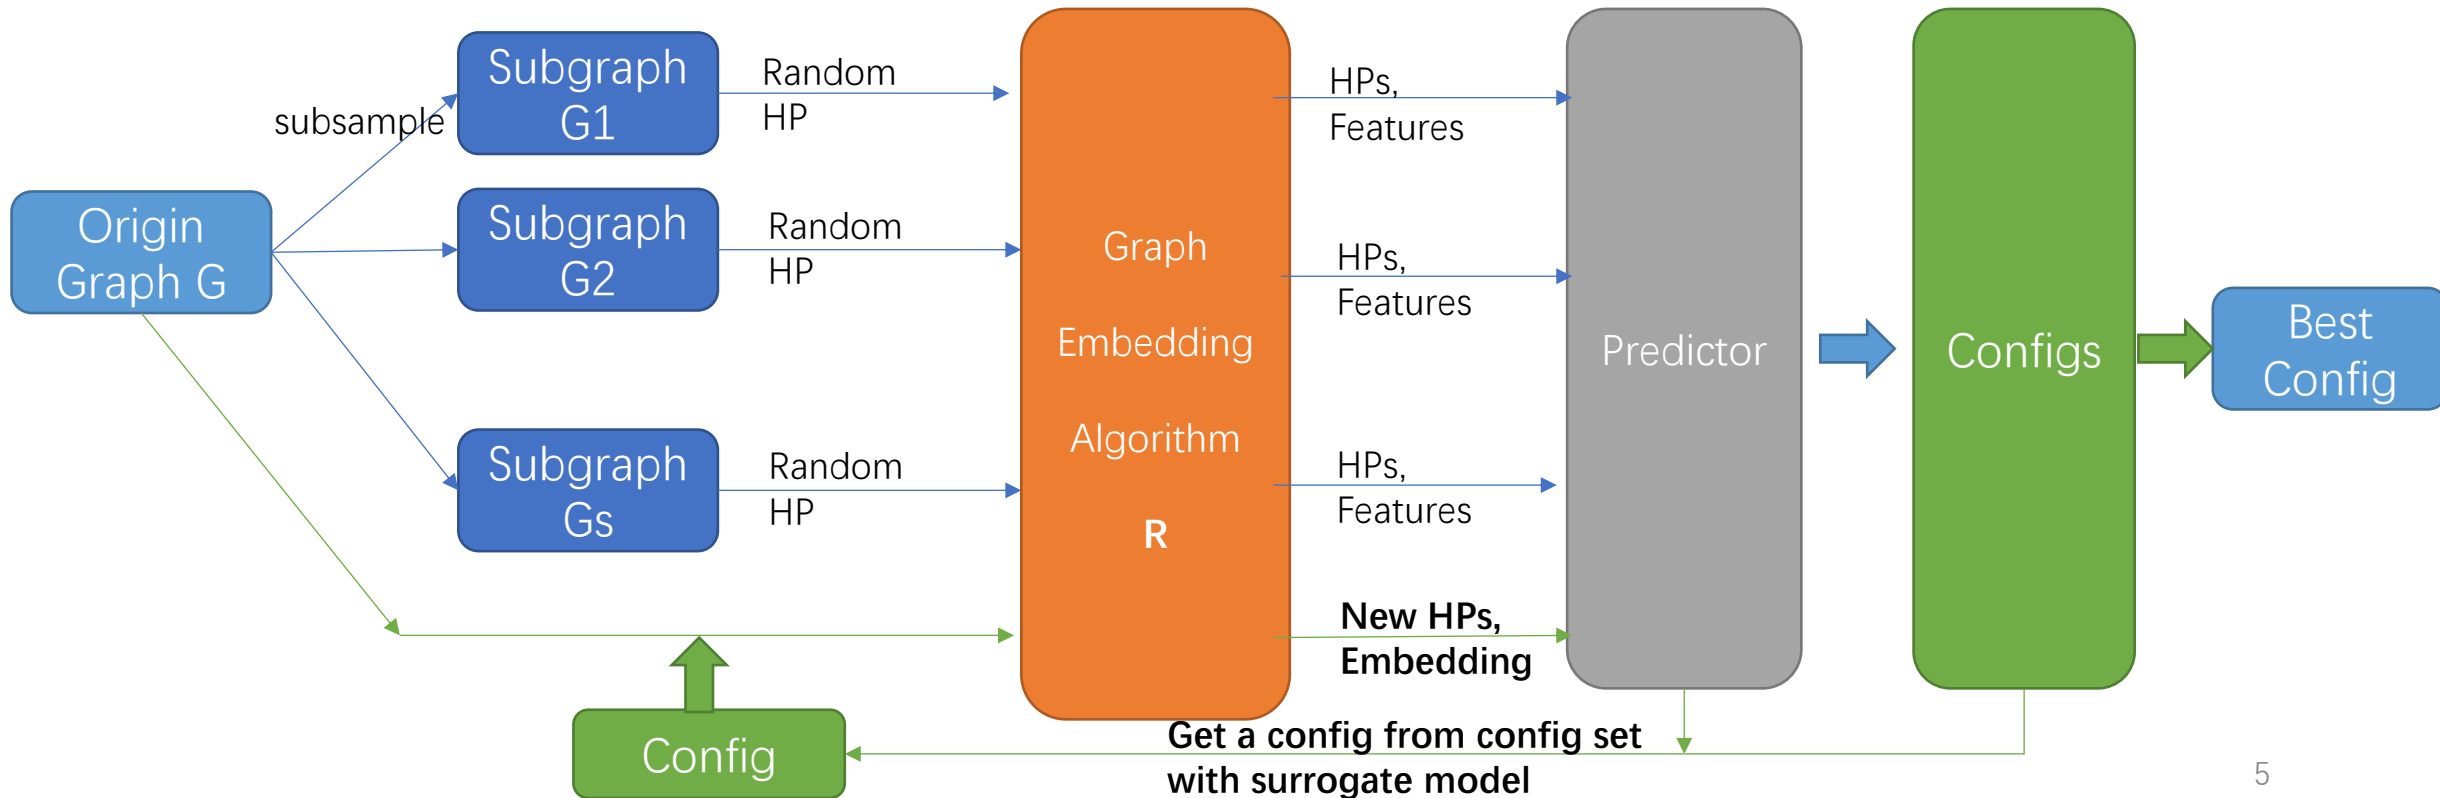 subsample
Origin
Graph G
Subgraph
G1
Subgraph
G2
Subgraph
Gs
Random
HP
Random
HP
Random
HP
Graph
Embedding
Algorithm
R
HPs,
Features
HPs,
Features
HPs,
Features
New HPs,
Embedding
Predictor
Configs
Best
Config
Config
Get a config from config set
with surrogate model
5